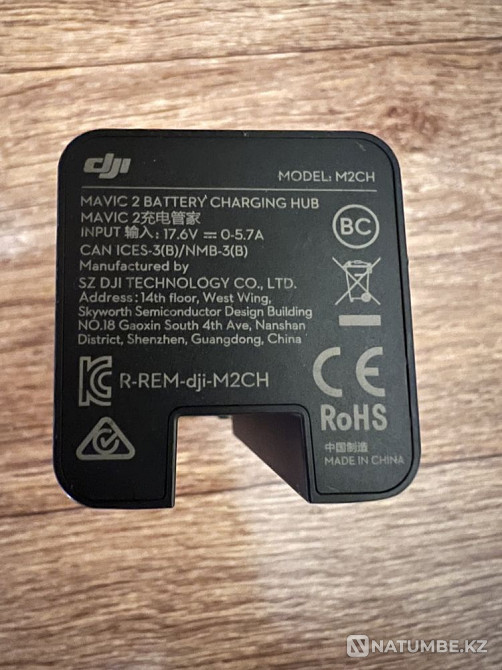 dji
MODEL: M2CH
MAVIC 2 BATTERY CHARGING HUB
MAVIC 2充电管家
INPUT 输入: 17.6V ⎓ 0-5.7A
CAN ICES-3(B)/NMB-3(B)
Manufactured by
SZ DJI TECHNOLOGY CO., LTD.
Address: 14th floor, West Wing,
Skyworth Semiconductor Design Building
NO.18 Gaoxin South 4th Ave, Nanshan
District, Shenzhen, Guangdong, China
BC
R-REM-dji-M2CH
CE
RoHS
中国制造
MADE IN CHINA
NATUMBE.KZ